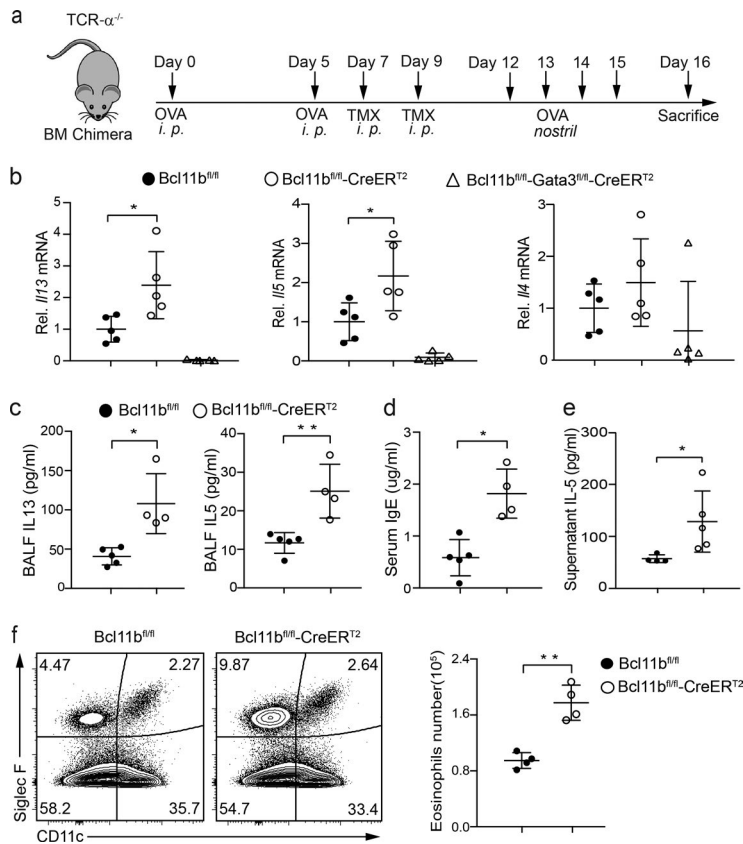 a
TCR-α-/-
BM Chimera
Day 0 Day 5 Day 7 Day 9 Day 12 13 14 15 Day 16
OVA OVA TMX TMX OVA Sacrifice
i. p. i. p. i. p. i. p. nostril
b
Bcl11bfl/fl Bcl11bfl/fl-CreERT2 Bcl11bfl/fl-Gata3fl/fl-CreERT2
Rel. Il13 mRNA
5
4
3
2
1
0
*
Rel. Il5 mRNA
4
3
2
1
0
*
Rel. Il4 mRNA
3
2
1
0
c
Bcl11bfl/fl Bcl11bfl/fl-CreERT2
BALF IL13 (pg/ml)
200
150
100
50
0
*
BALF IL5 (pg/ml)
50
40
25
12
0
* *
d
Serum IgE (ug/ml)
3
2
1
0
*
e
Supernatant IL-5 (pg/ml)
300
200
100
0
*
f
Bcl11bfl/fl Bcl11bfl/fl-CreERT2
4.47 2.27 9.87 2.64
58.2 35.7 54.7 33.4
Siglec F
CD11c
Eosinophils number(10⁵)
2.4
1.6
0.8
0.0
* *
Bcl11bfl/fl
Bcl11bfl/fl-CreERT2